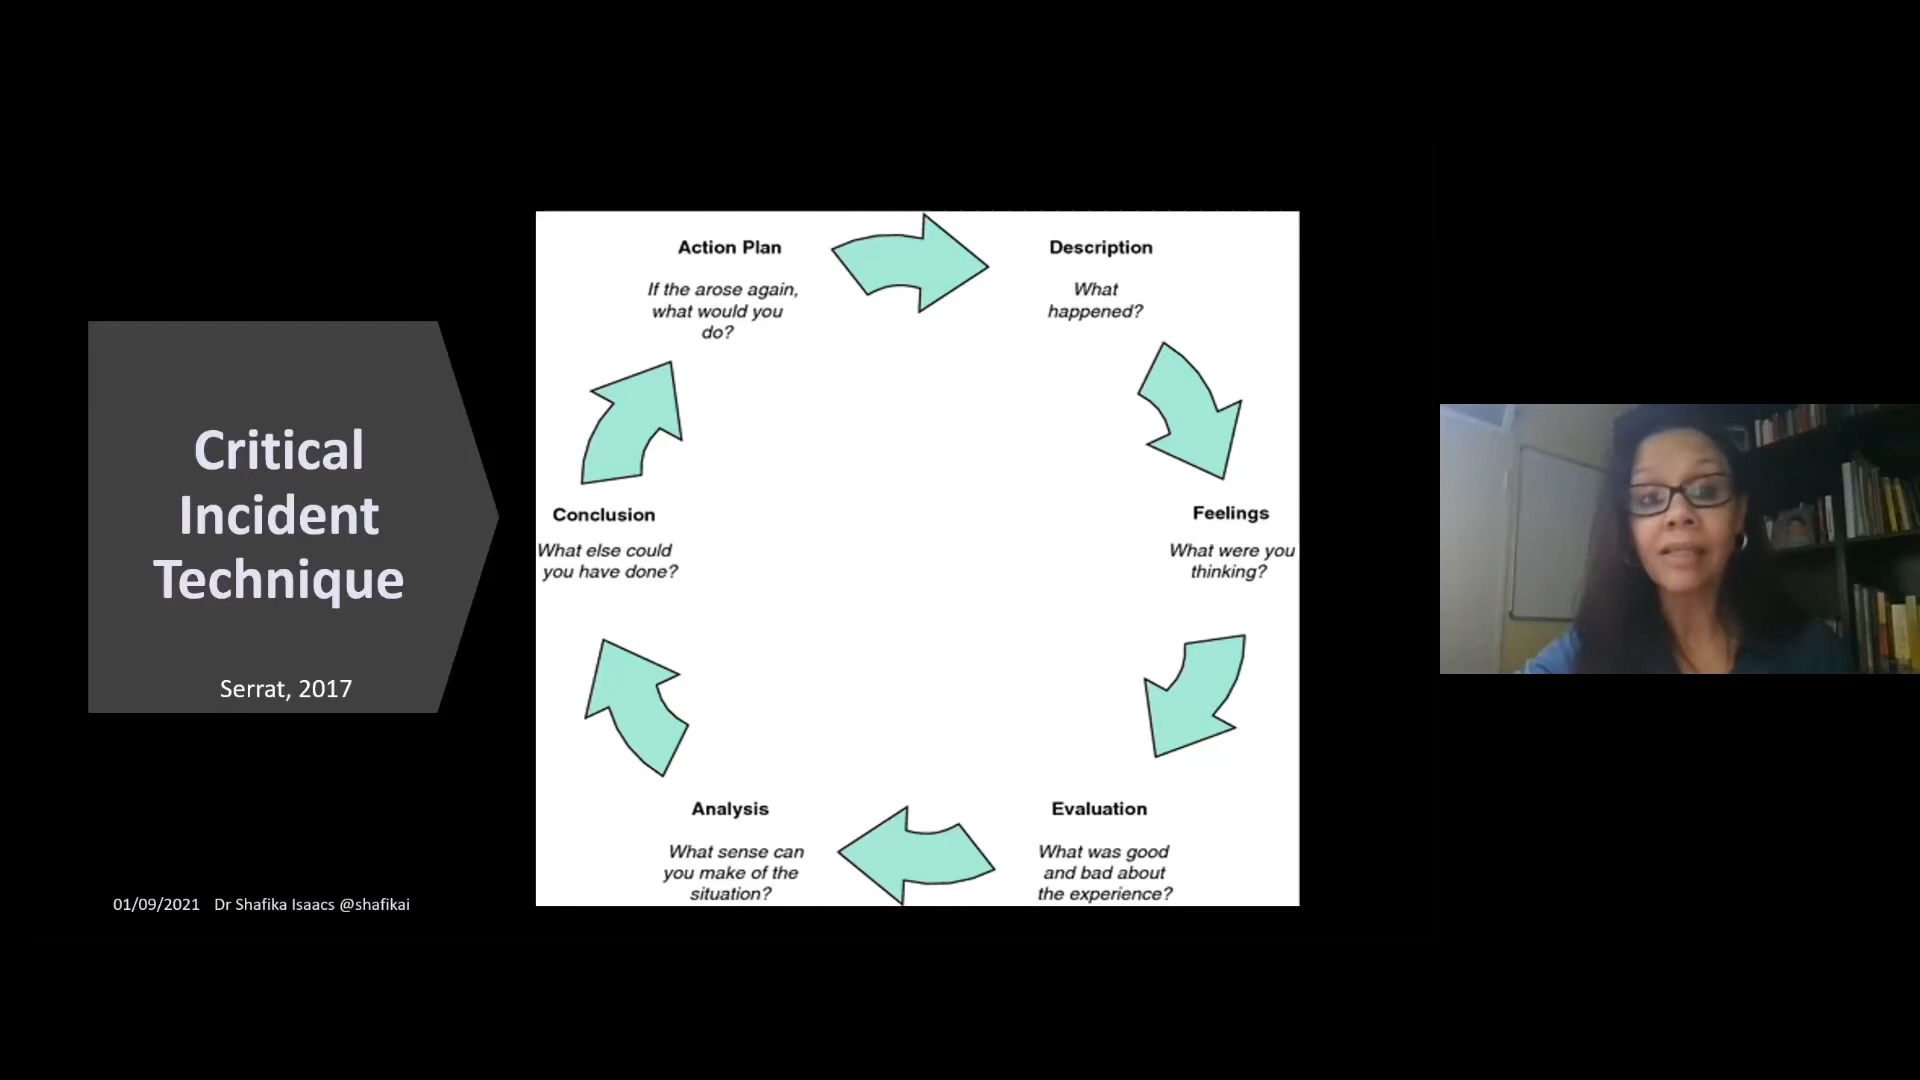 Critical
Incident
Technique
Serrat, 2017
01/09/2021 Dr Shafika Isaacs @shafikai
Action Plan
If the arose again,
what would you
do?
Description
What
happened?
Feelings
What were you
thinking?
Evaluation
What was good
and bad about
the experience?
Analysis
What sense can
you make of the
situation?
Conclusion
What else could
you have done?